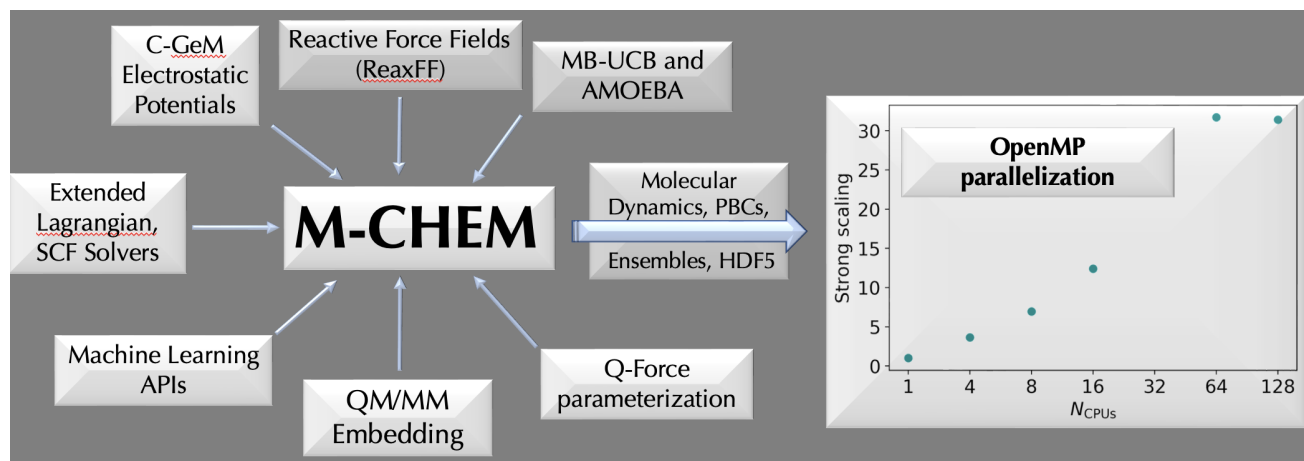 C-GeM
Electrostatic
Potentials
Reactive Force Fields
(ReaxFF)
MB-UCB and
AMOEBA
Extended
Lagrangian,
SCF Solvers
M-CHEM
Molecular
Dynamics, PBCs,
Ensembles, HDF5
Machine Learning
APIs
QM/MM
Embedding
Q-Force
parameterization
OpenMP
parallelization
Strong scaling
30
25
20
15
10
5
0
1 4 8 16 32 64 128
NCPUs